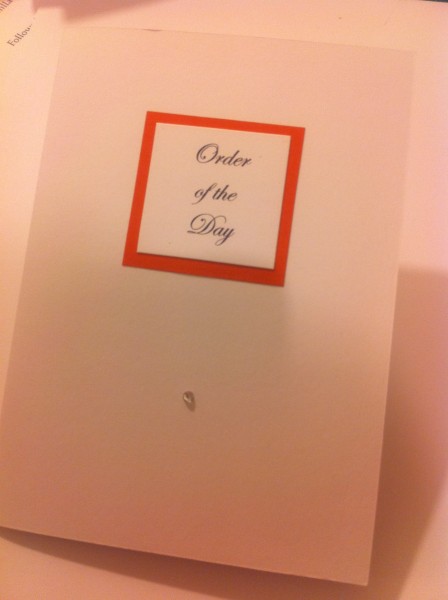 Order
of the
Day